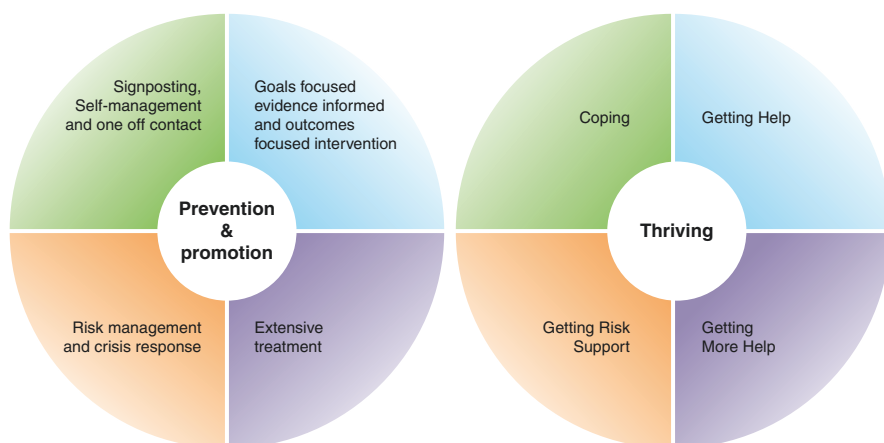 Signposting,
Self-management
and one off contact
Goals focused
evidence informed
and outcomes
focused intervention
Prevention
&
promotion
Risk management
and crisis response
Extensive
treatment
Coping
Getting Help
Thriving
Getting Risk
Support
Getting
More Help